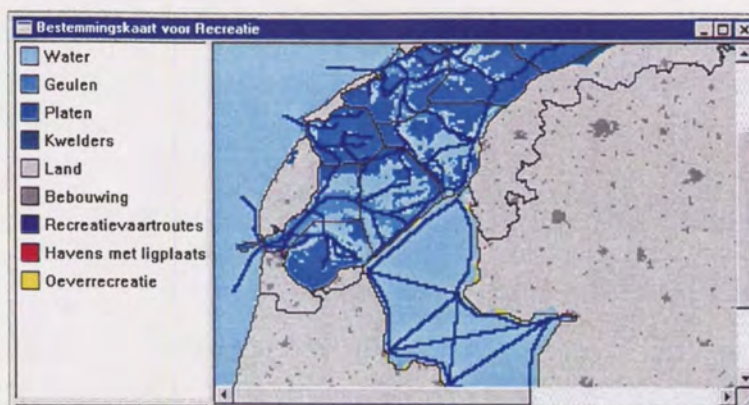 Bestemmingskaart voor Recreatie
Water
Geulen
Platen
Kwelders
Land
Bebouwing
Recreatievaartroutes
Havens met ligplaats
Oeverrecreatie